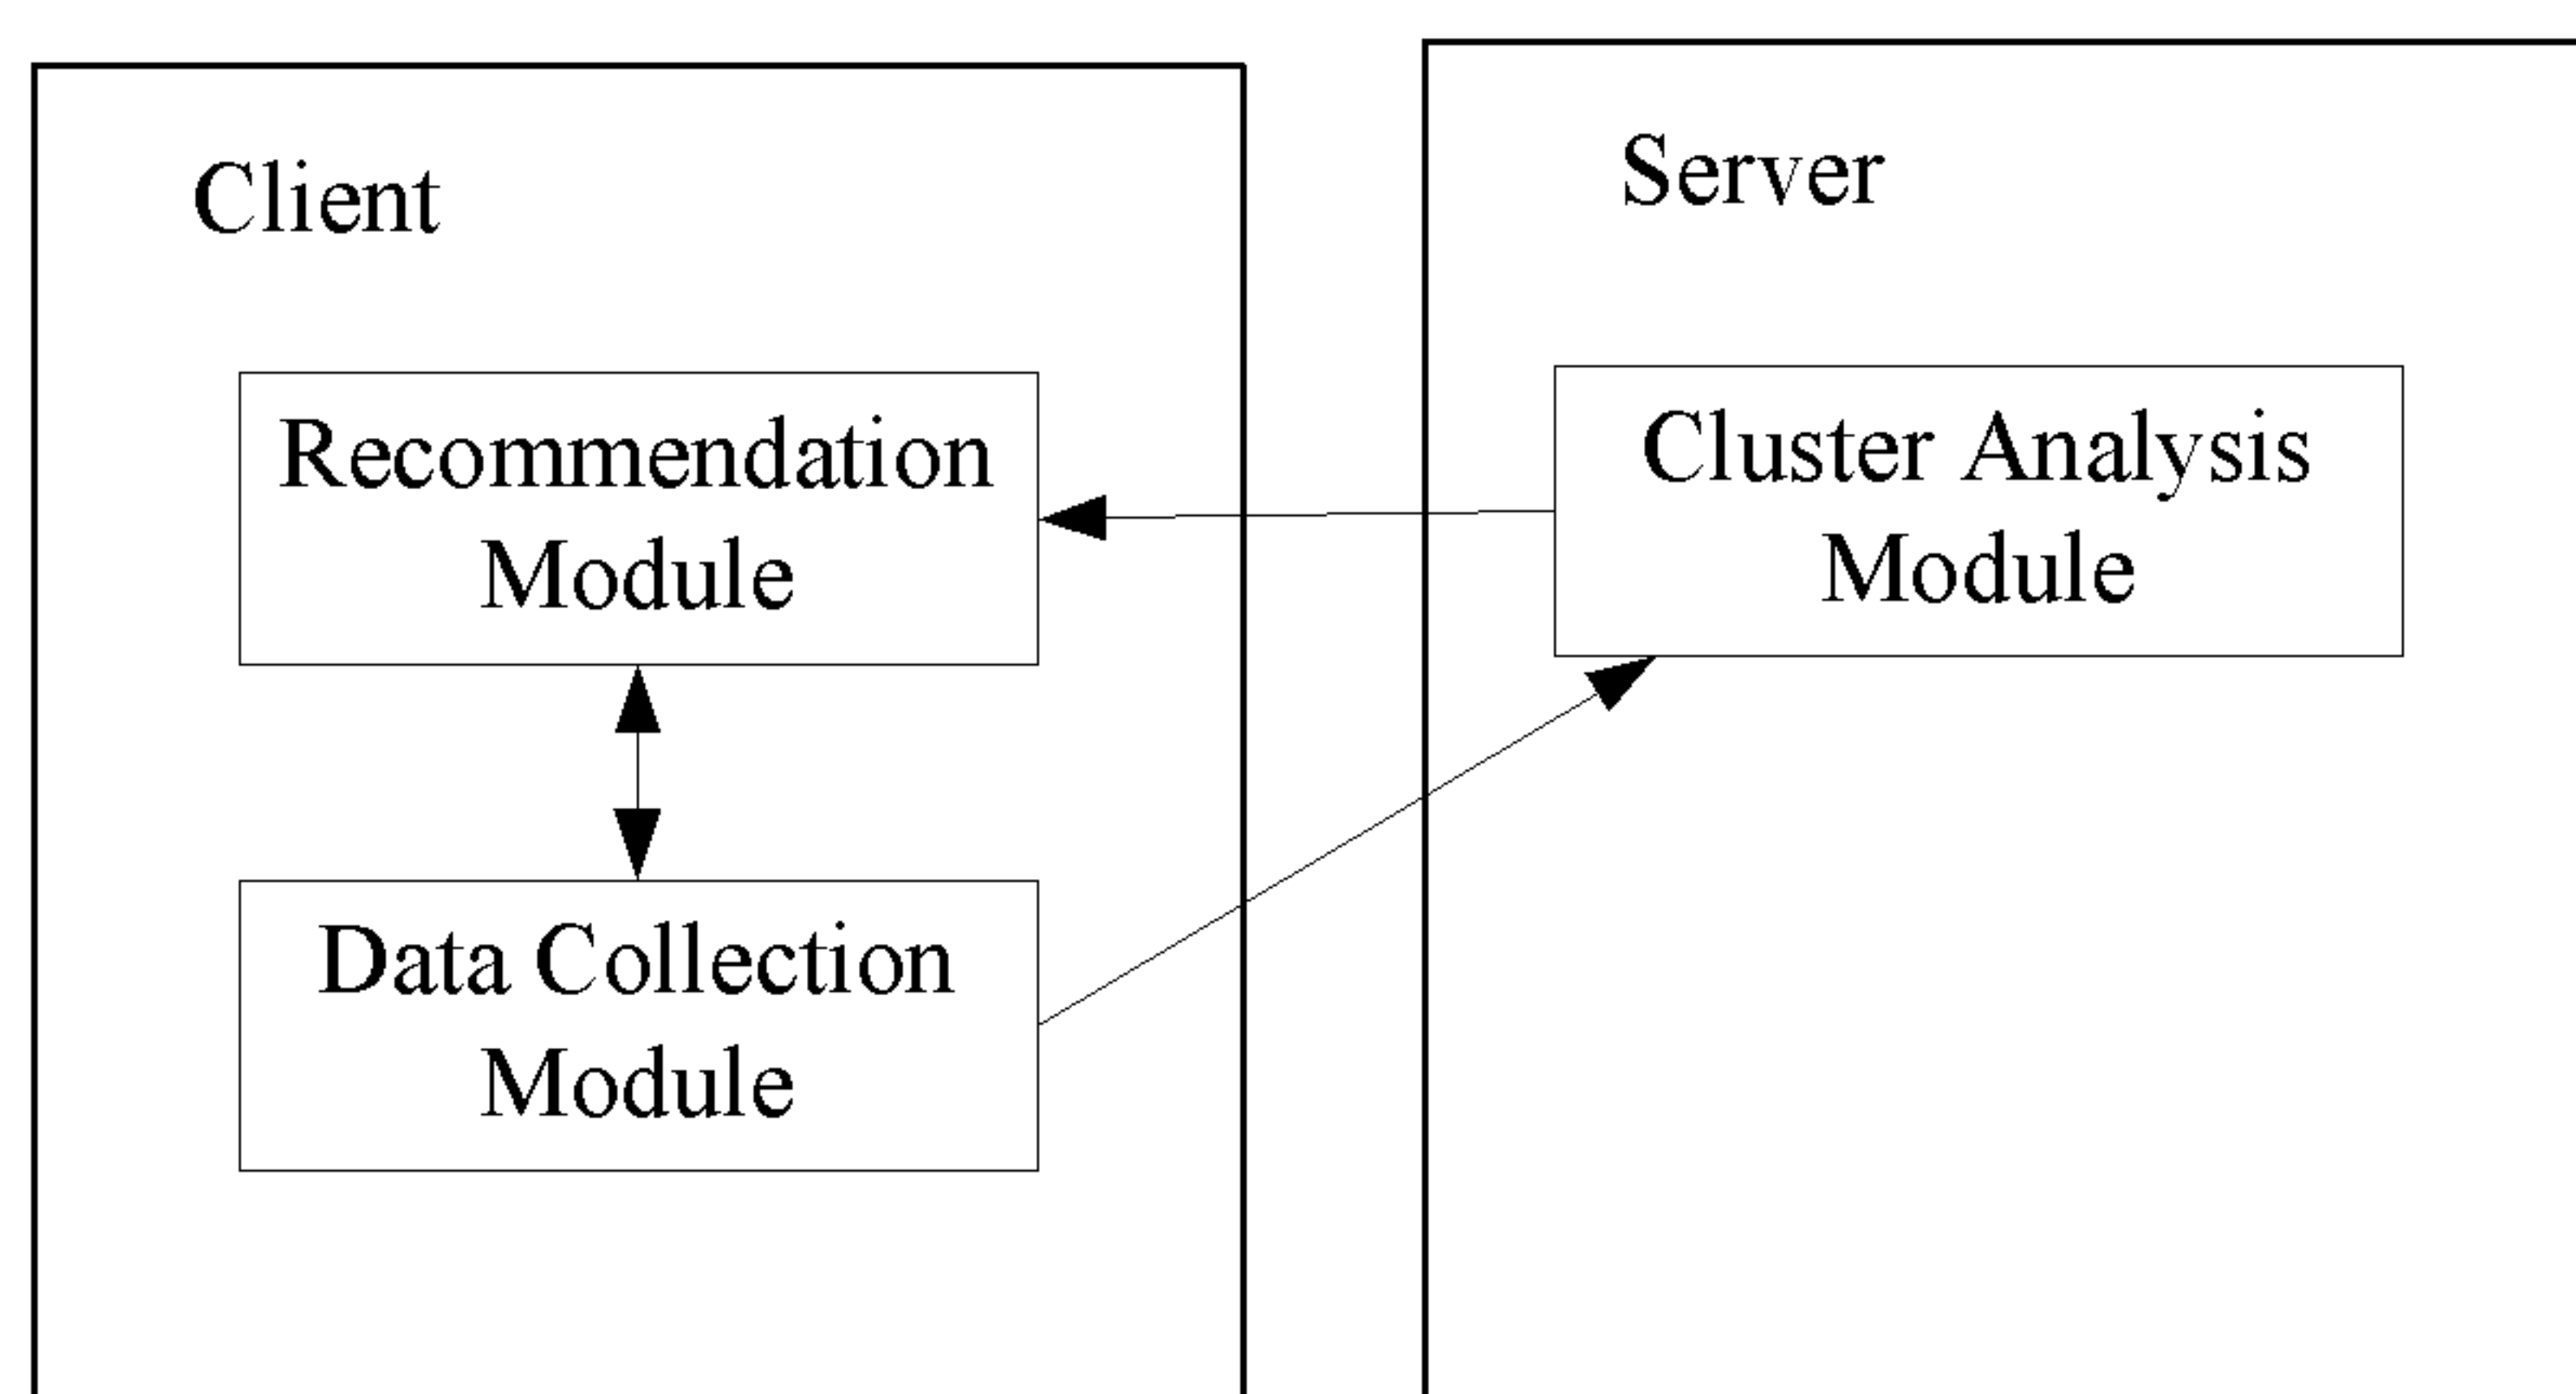 Client
Recommendation
Module
Data Collection
Module
Server
Cluster Analysis
Module